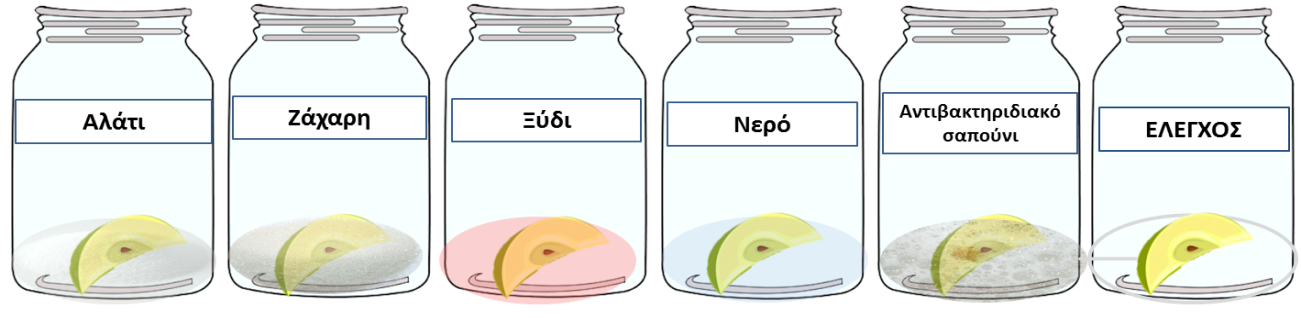 Αλάτι
Ζάχαρη
Ξύδι
Νερό
Αντιβακτηριδιακό
σαπούνι
ΕΛΕΓΧΟΣ